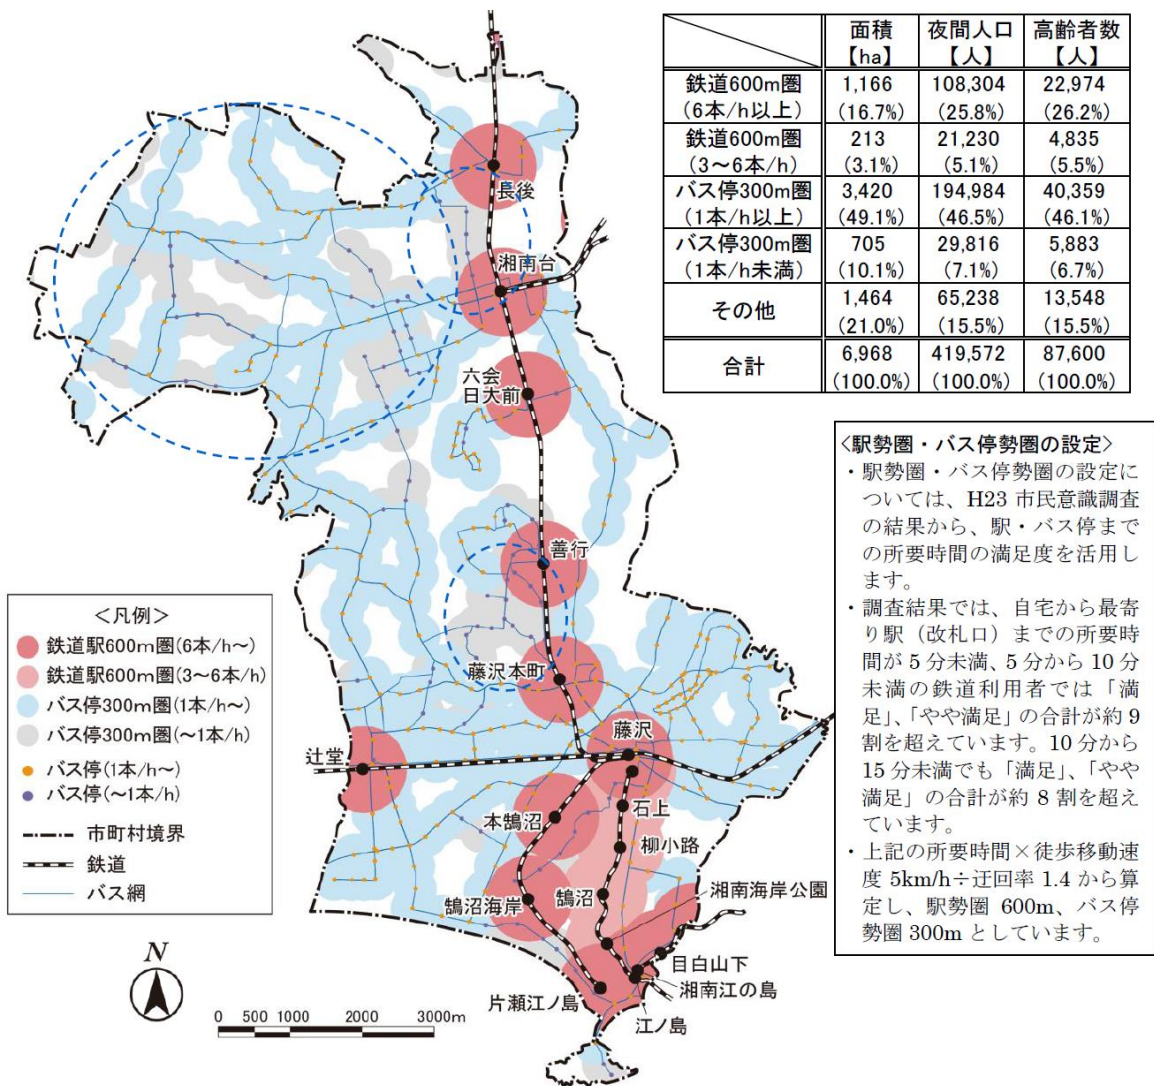 面積
【ha】
夜間人口
【人】
高齢者数
【人】
鉄道600m圏
(6本/h以上)
1,166
(16.7%)
108,304
(25.8%)
22,974
(26.2%)
鉄道600m圏
(3～6本/h)
213
(3.1%)
21,230
(5.1%)
4,835
(5.5%)
バス停300m圏
(1本/h以上)
3,420
(49.1%)
194,984
(46.5%)
40,359
(46.1%)
バス停300m圏
(1本/h未満)
705
(10.1%)
29,816
(7.1%)
5,883
(6.7%)
その他
1,464
(21.0%)
65,238
(15.5%)
13,548
(15.5%)
合計
6,968
(100.0%)
419,572
(100.0%)
87,600
(100.0%)
長後
湘南台
六会
日大前
善行
藤沢本町
藤沢
辻堂
石上
本鵠沼
柳小路
鵠沼
湘南海岸公園
鵠沼海岸
目白山下
湘南江の島
片瀬江ノ島
江ノ島
<駅勢圏・バス停勢圏の設定>
・駅勢圏・バス停勢圏の設定に
ついては、H23 市民意識調査
の結果から、駅・バス停まで
の所要時間の満足度を活用し
ます。
・調査結果では、自宅から最寄
り駅（改札口）までの所要時
間が 5 分未満、5 分から 10 分
未満の鉄道利用者では「満
足」、「やや満足」の合計が約 9
割を超えています。10 分から
15 分未満でも「満足」、「やや
満足」の合計が約 8 割を超え
ています。
・上記の所要時間×徒歩移動速
度 5km/h÷迂回率 1.4 から算
定し、駅勢圏 600m、バス停
勢圏 300m としています。
<凡例>
鉄道駅600m圏(6本/h～)
鉄道駅600m圏(3～6本/h)
バス停300m圏(1本/h～)
バス停300m圏(～1本/h)
バス停(1本/h～)
バス停(～1本/h)
市町村境界
鉄道
バス網
N
0 500 1000 2000 3000m